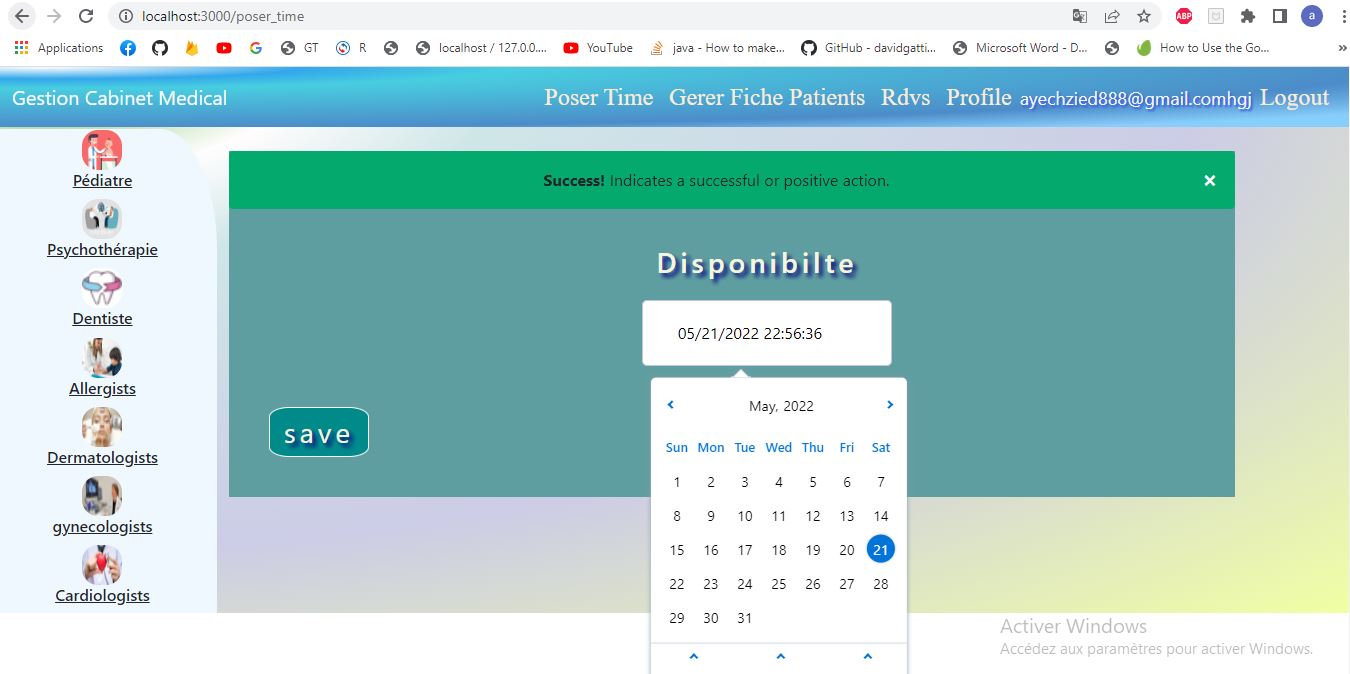 localhost:3000/poser_time
ABP
a
Applications
G
GT
R
localhost / 127.0.0....
YouTube
java - How to make...
GitHub - davidgatti...
Microsoft Word - D...
How to Use the Go...
»
Gestion Cabinet Medical
Poser Time Gerer Fiche Patients Rdvs Profile ayechzied888@gmail.comhgj Logout
Pédiatre
Psychothérapie
Dentiste
Allergists
Dermatologists
gynecologists
Cardiologists
Success! Indicates a successful or positive action. ×
Disponibilte
05/21/2022 22:56:36
save
May, 2022
Sun Mon Tue Wed Thu Fri Sat
1 2 3 4 5 6 7
8 9 10 11 12 13 14
15 16 17 18 19 20 21
22 23 24 25 26 27 28
29 30 31
Activer Windows
Accédez aux paramètres pour activer Windows.